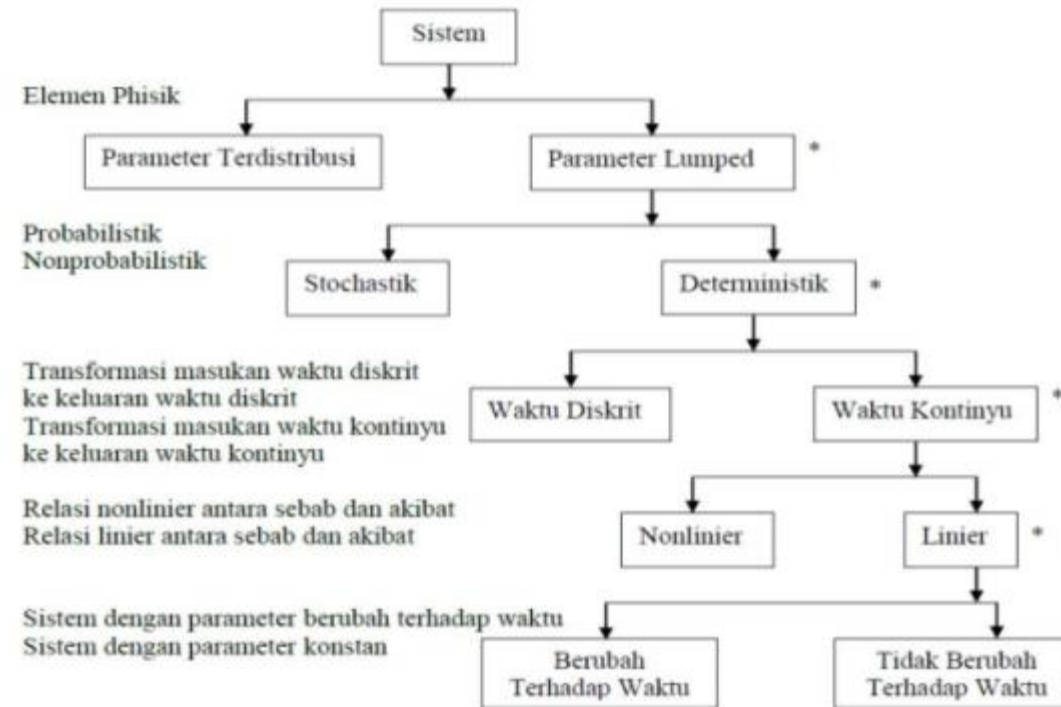 Sistem
Elemen Phisik
Parameter Terdistribusi
Parameter Lumped *
Probabilistik
Nonprobabilistik
Stochastik
Deterministik *
Transformasi masukan waktu diskrit
ke keluaran waktu diskrit
Transformasi masukan waktu kontinyu
ke keluaran waktu kontinyu
Waktu Diskrit
Waktu Kontinyu *
Relasi nonlinier antara sebab dan akibat
Relasi linier antara sebab dan akibat
Nonlinier
Linier *
Sistem dengan parameter berubah terhadap waktu
Sistem dengan parameter konstan
Berubah
Terhadap Waktu
Tidak Berubah
Terhadap Waktu